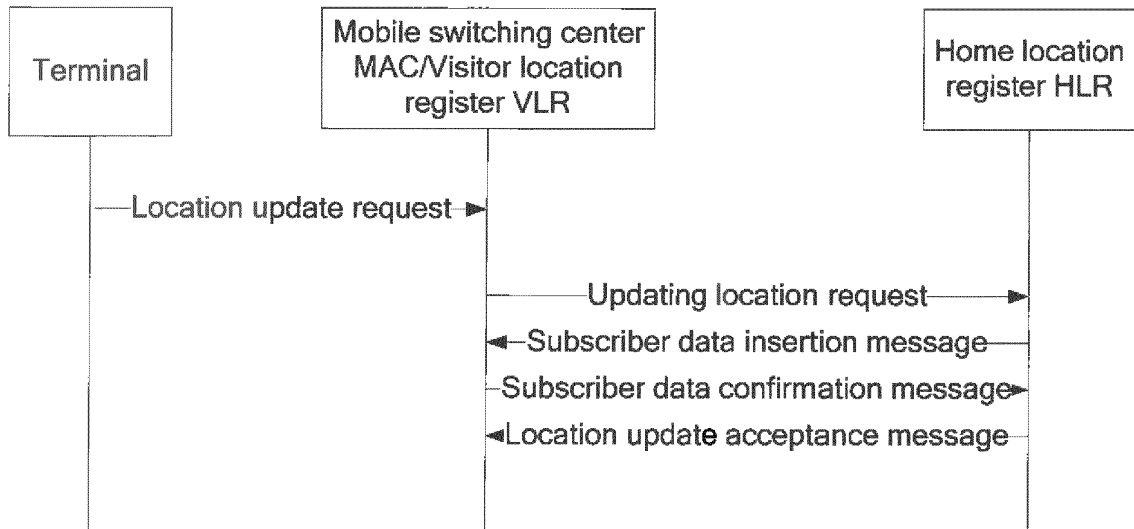 Terminal
Mobile switching center
MAC/Visitor location
register VLR
Home location
register HLR
Location update request
Updating location request
Subscriber data insertion message
Subscriber data confirmation message
Location update acceptance message